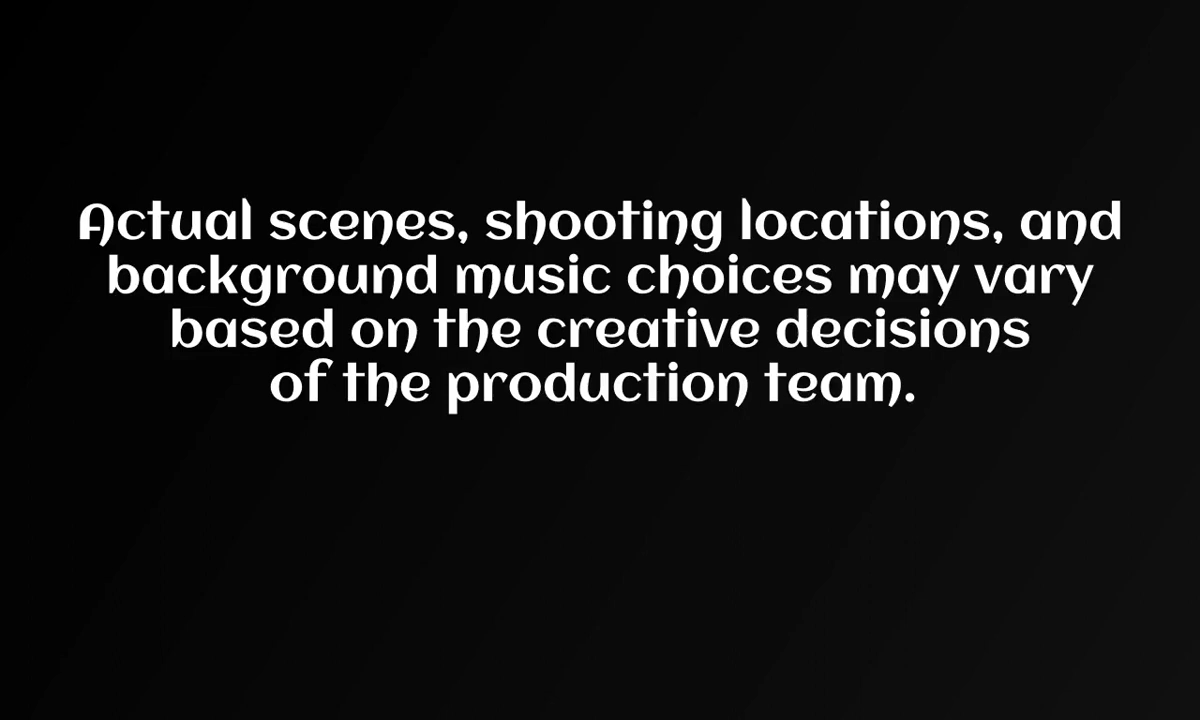 Actual scenes, shooting locations, and
background music choices may vary
based on the creative decisions
of the production team.